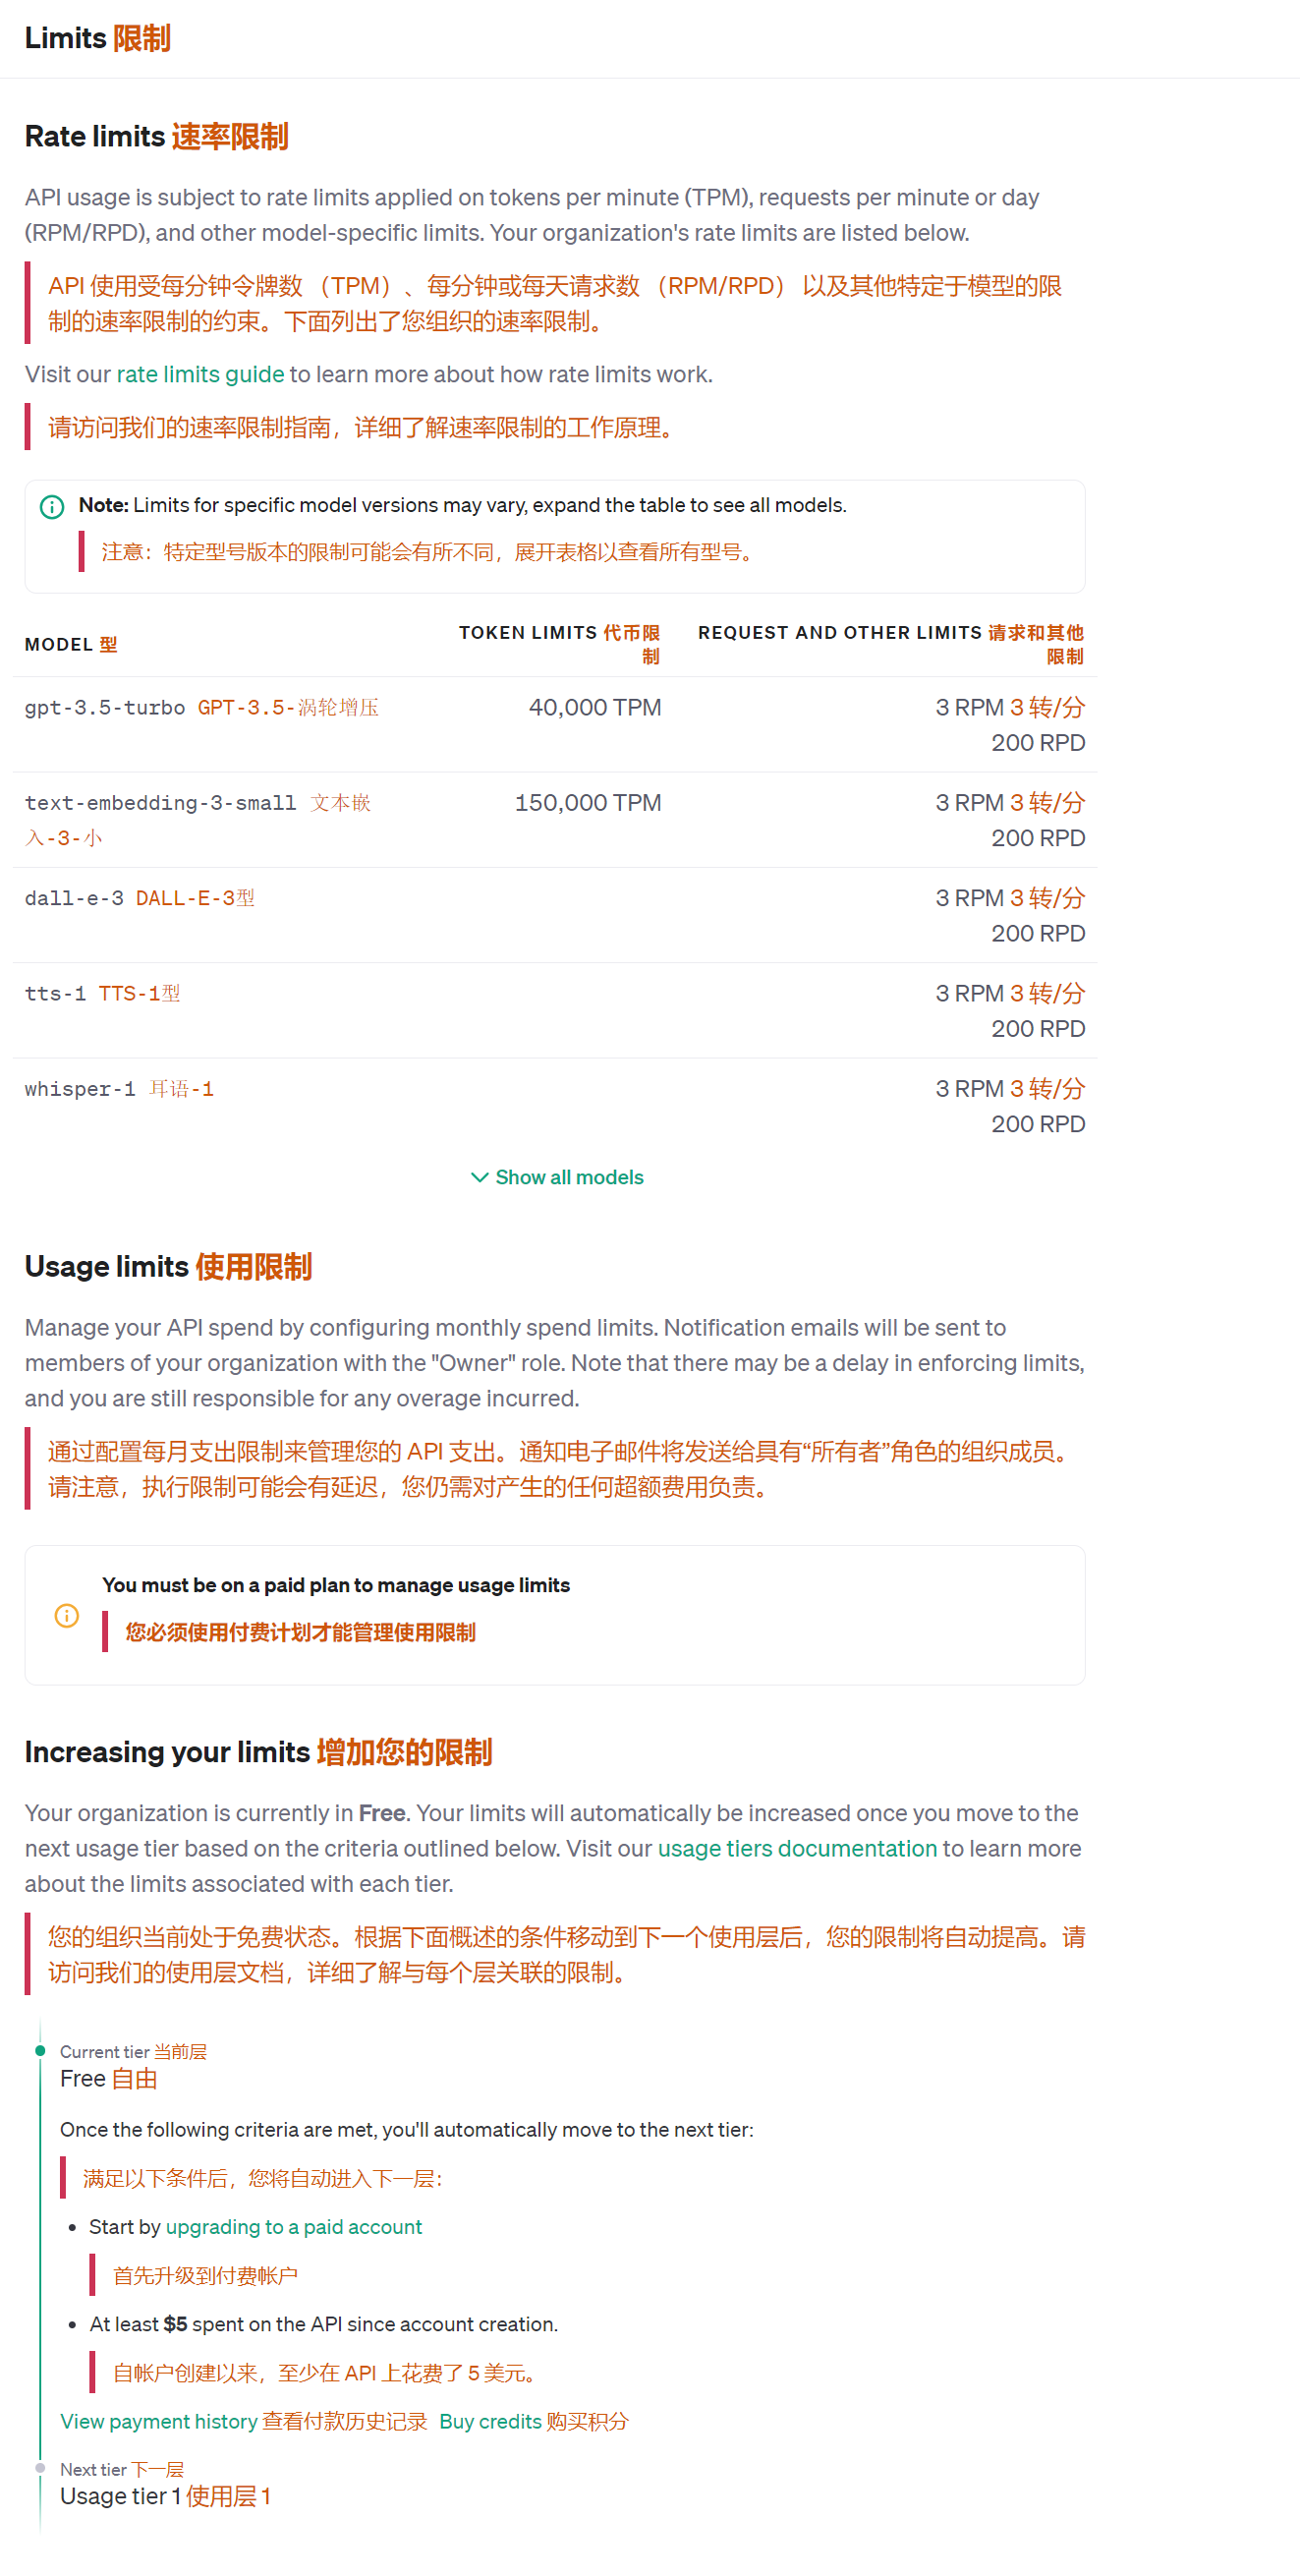 Limits 限制
Rate limits 速率限制
API usage is subject to rate limits applied on tokens per minute (TPM), requests per minute or day
(RPM/RPD), and other model-specific limits. Your organization's rate limits are listed below.
API 使用受每分钟令牌数 （TPM）、每分钟或每天请求数 （RPM/RPD） 以及其他特定于模型的限
制的速率限制的约束。下面列出了您组织的速率限制。
Visit our rate limits guide to learn more about how rate limits work.
请访问我们的速率限制指南，详细了解速率限制的工作原理。
Note: Limits for specific model versions may vary, expand the table to see all models.
注意：特定型号版本的限制可能会有所不同，展开表格以查看所有型号。
MODEL 型 TOKEN LIMITS 代币限 REQUEST AND OTHER LIMITS 请求和其他
制 限制
gpt-3.5-turbo GPT-3.5-涡轮增压 40,000 TPM 3 RPM 3 转/分
200 RPD
text-embedding-3-small 文本嵌 150,000 TPM 3 RPM 3 转/分
入-3-小 200 RPD
dall-e-3 DALL-E-3型 3 RPM 3 转/分
200 RPD
tts-1 TTS-1型 3 RPM 3 转/分
200 RPD
whisper-1 耳语-1 3 RPM 3 转/分
200 RPD
Show all models
Usage limits 使用限制
Manage your API spend by configuring monthly spend limits. Notification emails will be sent to
members of your organization with the "Owner" role. Note that there may be a delay in enforcing limits,
and you are still responsible for any overage incurred.
通过配置每月支出限制来管理您的 API 支出。通知电子邮件将发送给具有“所有者”角色的组织成员。
请注意，执行限制可能会有延迟，您仍需对产生的任何超额费用负责。
You must be on a paid plan to manage usage limits
您必须使用付费计划才能管理使用限制
Increasing your limits 增加您的限制
Your organization is currently in Free. Your limits will automatically be increased once you move to the
next usage tier based on the criteria outlined below. Visit our usage tiers documentation to learn more
about the limits associated with each tier.
您的组织当前处于免费状态。根据下面概述的条件移动到下一个使用层后，您的限制将自动提高。请
访问我们的使用层文档，详细了解与每个层关联的限制。
Current tier 当前层
Free 自由
Once the following criteria are met, you'll automatically move to the next tier:
满足以下条件后，您将自动进入下一层：
• Start by upgrading to a paid account
首先升级到付费帐户
• At least $5 spent on the API since account creation.
自帐户创建以来，至少在 API 上花费了 5 美元。
View payment history 查看付款历史记录 Buy credits 购买积分
Next tier 下一层
Usage tier 1 使用层 1